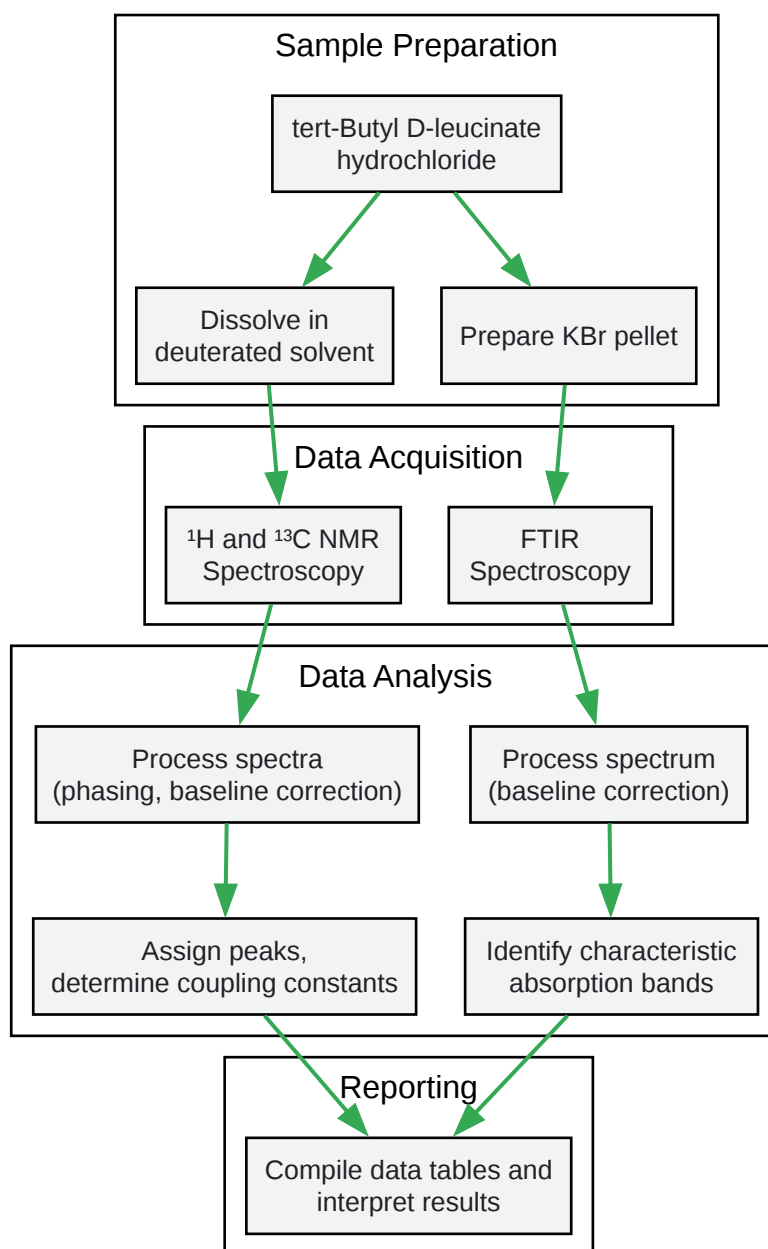 Sample Preparation
tert-Butyl D-leucinate
hydrochloride
Dissolve in
deuterated solvent
Prepare KBr pellet
Data Acquisition
¹H and ¹³C NMR
Spectroscopy
FTIR
Spectroscopy
Data Analysis
Process spectra
(phasing, baseline correction)
Process spectrum
(baseline correction)
Assign peaks,
determine coupling constants
Identify characteristic
absorption bands
Reporting
Compile data tables and
interpret results